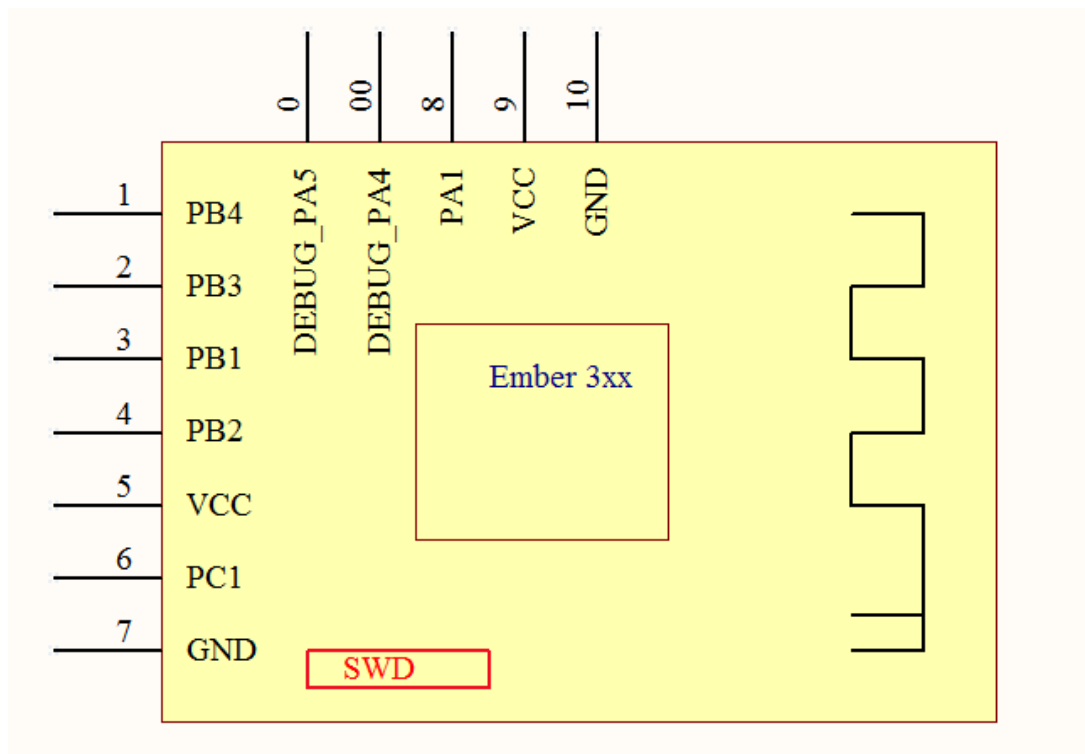 0
00
8
9
10
DEBUG_PA5
DEBUG_PA4
PA1
VCC
GND
1
PB4
2
PB3
3
PB1
Ember 3xx
4
PB2
5
VCC
6
PC1
7
GND
SWD